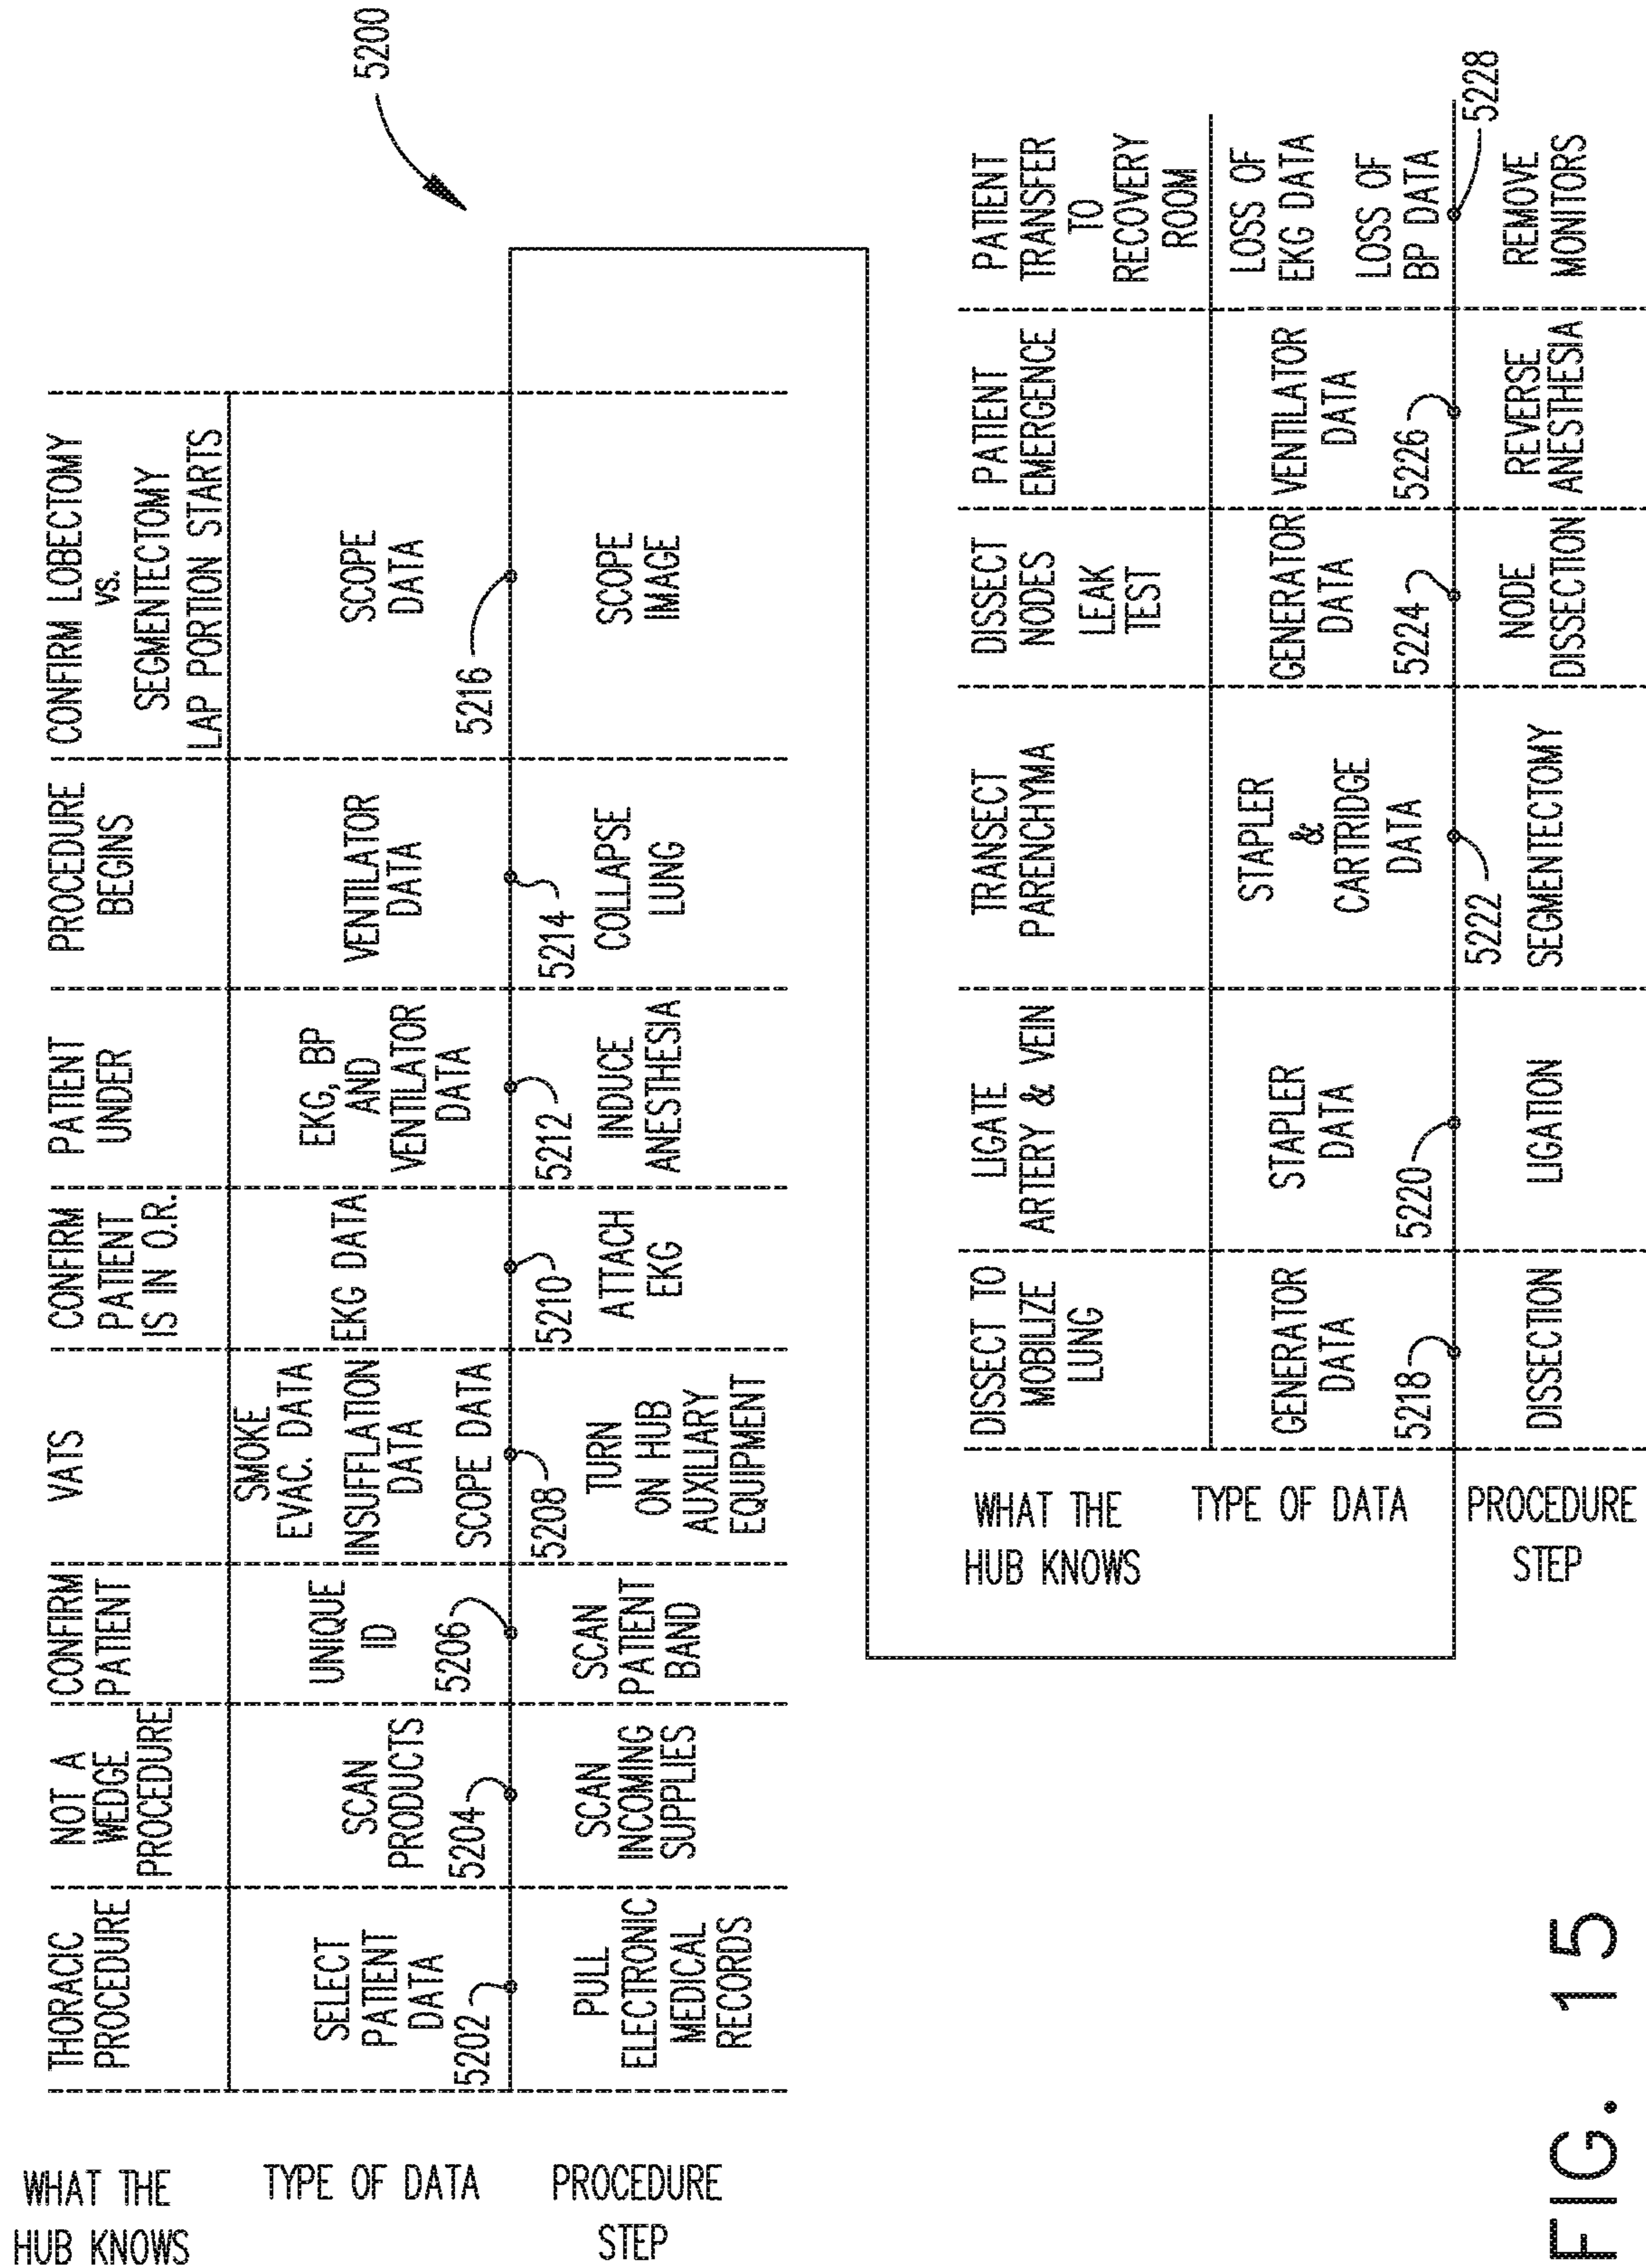 5200
WHAT THE
HUB KNOWS
THORACIC
PROCEDURE
NOT A
WEDGE
PROCEDURE
CONFIRM
PATIENT
VATS
CONFIRM
PATIENT
IS IN O.R.
PATIENT
UNDER
PROCEDURE
BEGINS
CONFIRM LOBECTOMY
vs.
SEGMENTECTOMY
LAP PORTION STARTS
TYPE OF DATA
SELECT
PATIENT
DATA
5202
SCAN
PRODUCTS
5204
UNIQUE
ID
5206
SMOKE
EVAC. DATA
INSUFFLATION
DATA
SCOPE DATA
5208
EKG DATA
5210
EKG, BP
AND
VENTILATOR
DATA
5212
VENTILATOR
DATA
5214
SCOPE
DATA
5216
PROCEDURE
STEP
PULL
ELECTRONIC
MEDICAL
RECORDS
SCAN
INCOMING
SUPPLIES
SCAN
PATIENT
BAND
TURN
ON HUB
AUXILIARY
EQUIPMENT
ATTACH
EKG
INDUCE
ANESTHESIA
COLLAPSE
LUNG
SCOPE
IMAGE
WHAT THE
HUB KNOWS
DISSECT TO
MOBILIZE
LUNG
LIGATE
ARTERY & VEIN
TRANSECT
PARENCHYMA
DISSECT
NODES
LEAK
TEST
PATIENT
EMERGENCE
PATIENT
TRANSFER
TO
RECOVERY
ROOM
TYPE OF DATA
GENERATOR
DATA
5218
STAPLER
DATA
5220
STAPLER
&
CARTRIDGE
DATA
5222
GENERATOR
DATA
5224
VENTILATOR
DATA
5226
LOSS OF
EKG DATA
LOSS OF
BP DATA
5228
PROCEDURE
STEP
DISSECTION
LIGATION
SEGMENTECTOMY
NODE
DISSECTION
REVERSE
ANESTHESIA
REMOVE
MONITORS
FIG. 15